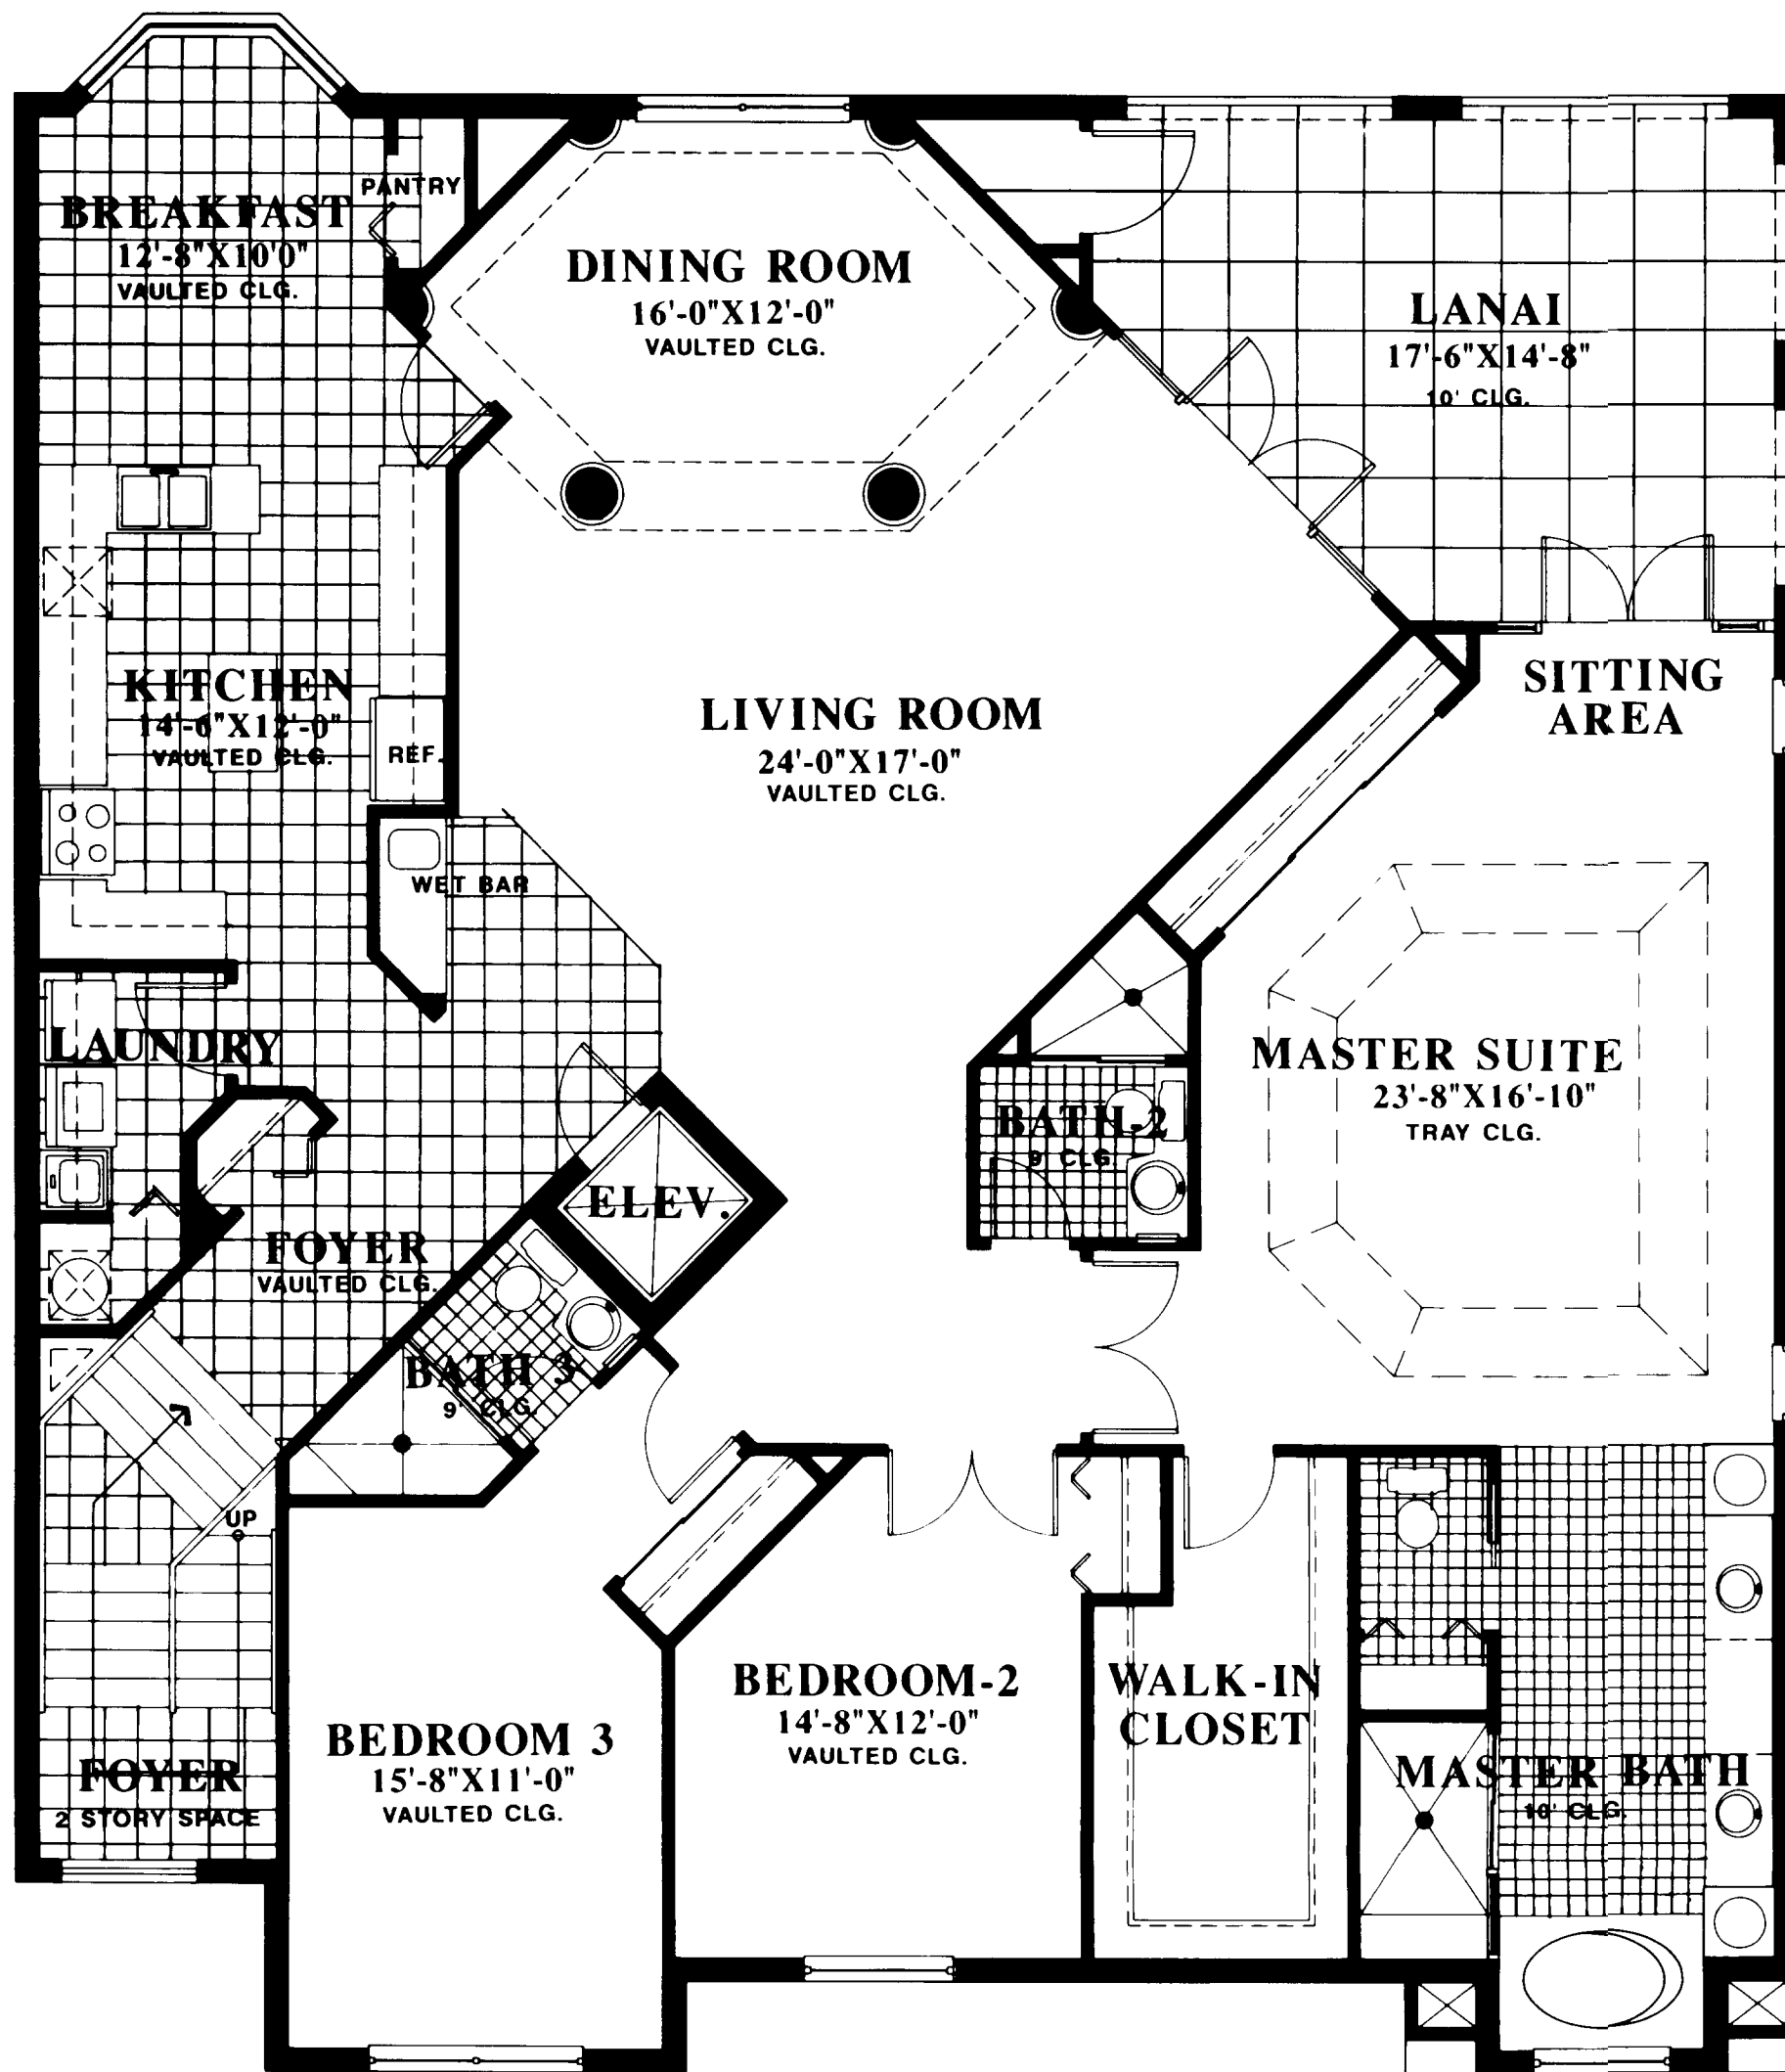 BREAKFAST
12'-8"X10'0"
VAULTED CLG.
PANTRY
DINING ROOM
16'-0"X12'-0"
VAULTED CLG.
LANAI
17'-6"X14'-8"
10' CLG.
KITCHEN
14'-6"X12'-0"
VAULTED CLG.
REF.
LIVING ROOM
24'-0"X17'-0"
VAULTED CLG.
SITTING
AREA
WET BAR
LAUNDRY
MASTER SUITE
23'-8"X16'-10"
TRAY CLG.
BATH-2
9' CLG.
ELEV.
FOYER
VAULTED CLG.
BATH 3
9' CLG.
UP
BEDROOM-2
14'-8"X12'-0"
VAULTED CLG.
WALK-IN
CLOSET
BEDROOM 3
15'-8"X11'-0"
VAULTED CLG.
FOYER
2 STORY SPACE
MASTER BATH
10' CLG.